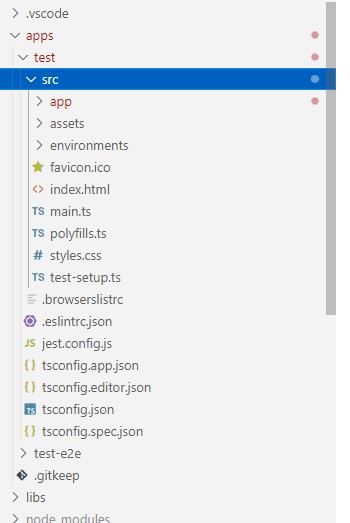 .vscode
apps
test
src
app
assets
environments
favicon.ico
index.html
TS main.ts
TS polyfills.ts
# styles.css
TS test-setup.ts
.browserslistrc
.eslintrc.json
JS jest.config.js
{ } tsconfig.app.json
{ } tsconfig.editor.json
TS tsconfig.json
{ } tsconfig.spec.json
test-e2e
.gitkeep
libs
node_modules